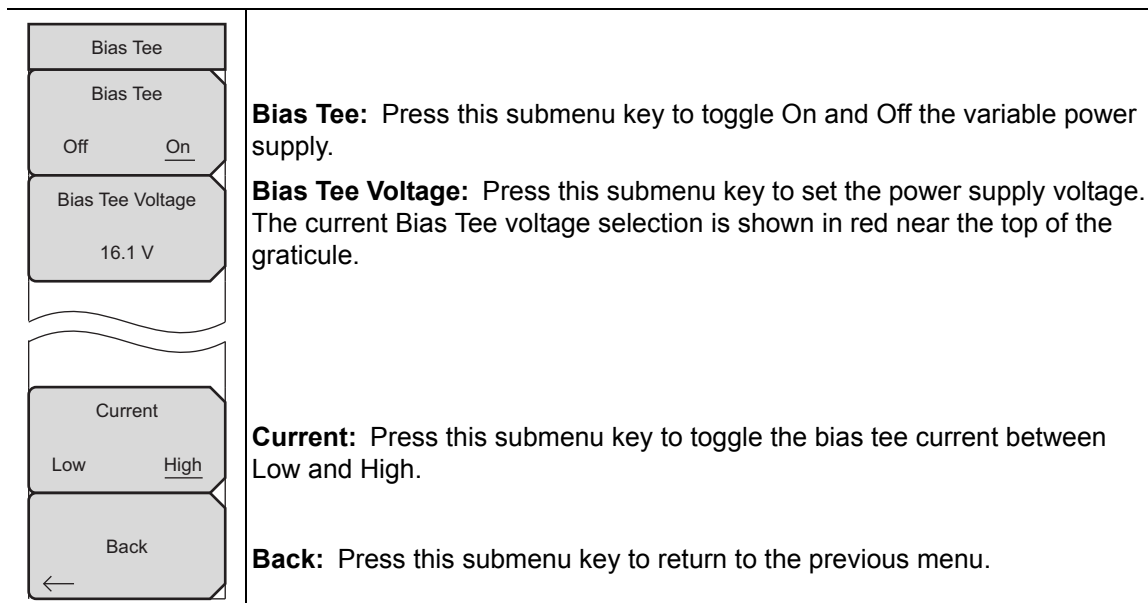 Bias Tee
Bias Tee
Off On
Bias Tee Voltage
16.1 V
Current
Low High
Back
Bias Tee: Press this submenu key to toggle On and Off the variable power
supply.
Bias Tee Voltage: Press this submenu key to set the power supply voltage.
The current Bias Tee voltage selection is shown in red near the top of the
graticule.
Current: Press this submenu key to toggle the bias tee current between
Low and High.
Back: Press this submenu key to return to the previous menu.